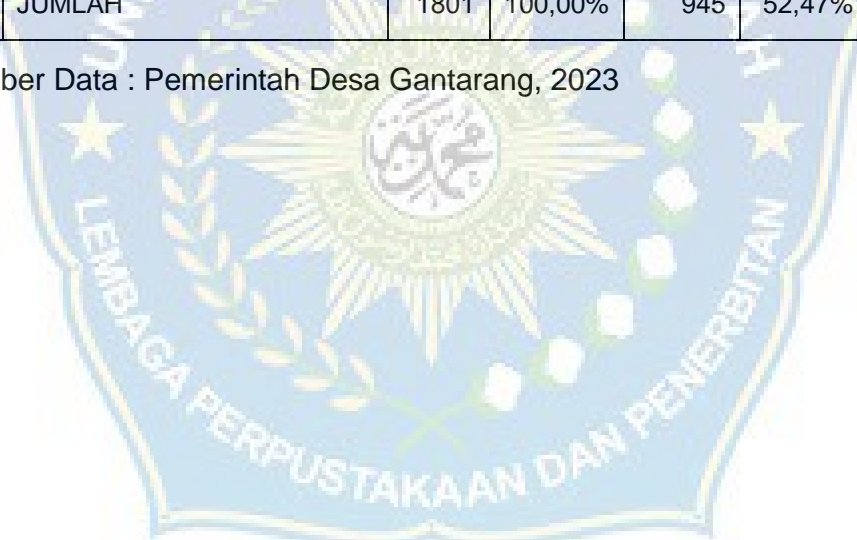 JUMLAH 1801 100,00% 945 52,47%
ber Data : Pemerintah Desa Gantarang, 2023
LEMBAGA PERPUSTAKAAN DAN PENERBITAN